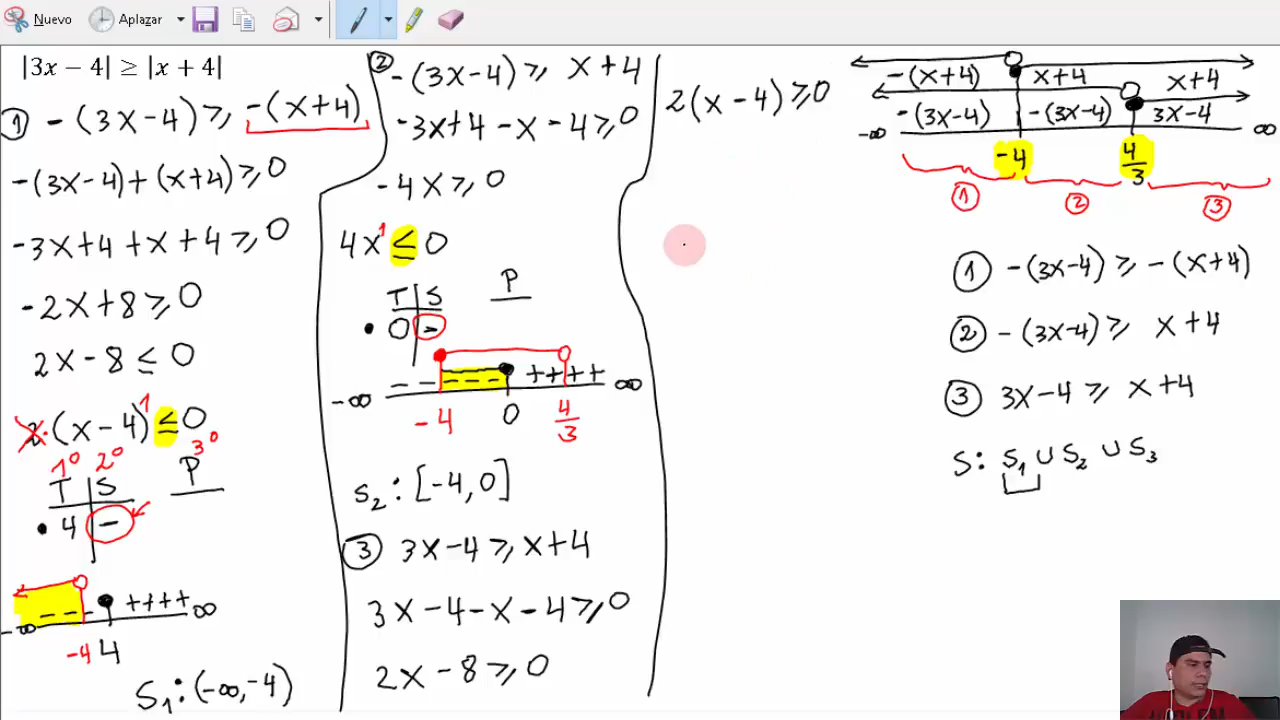 Nuevo Aplazar
|3x − 4| ≥ |x + 4|
① -(3x-4) ≥ -(x+4)
-(3x-4)+(x+4) ≥ 0
-3x+4+x+4 ≥ 0
-2x+8 ≥ 0
2x-8 ≤ 0
2·(x-4)¹ ≤ 0
1° 2° 3°
T S P
• 4 −
− − − ++++
-∞ -4 4 ∞
S₁: (-∞,-4)
② -(3x-4) ≥ x+4
-3x+4-x-4 ≥ 0
-4x ≥ 0
4x¹ ≤ 0
T S P
• 0 −
− − − − − ++++
-∞ -4 0 4/3 ∞
S₂: [-4,0]
③ 3x-4 ≥ x+4
3x-4-x-4 ≥ 0
2x-8 ≥ 0
2(x-4) ≥ 0
-(x+4) x+4 x+4
-(3x-4) -(3x-4) 3x-4
-∞ -4 4/3 ∞
① ② ③
① -(3x-4) ≥ -(x+4)
② -(3x-4) ≥ x+4
③ 3x-4 ≥ x+4
S: S₁ ∪ S₂ ∪ S₃